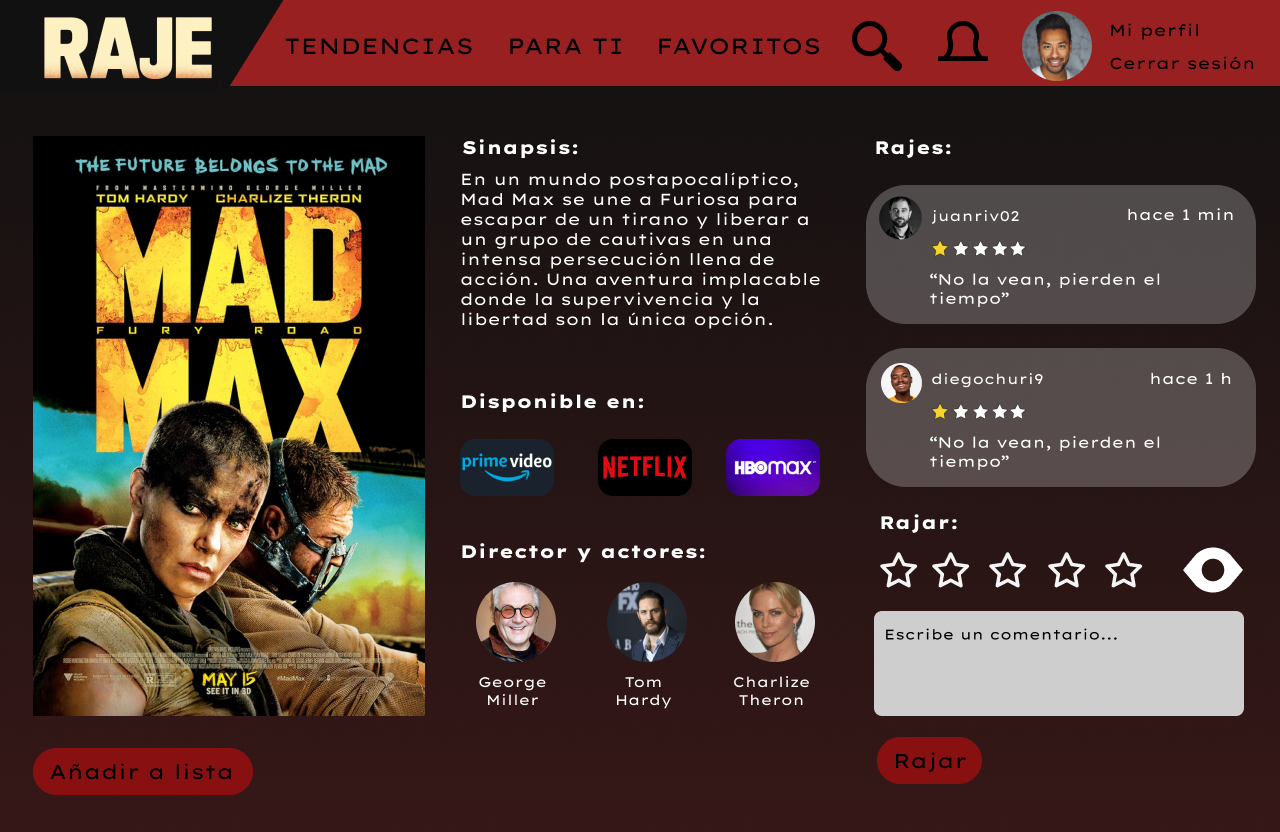 RAJE
TENDENCIAS
PARA TI
FAVORITOS
Mi perfil
Cerrar sesión
THE FUTURE BELONGS TO THE MAD
FROM MASTERMIND GEORGE MILLER
TOM HARDY CHARLIZE THERON
MAD
FURY ROAD
MAX
MAY 15
SEE IT IN 3D
#MadMax
Añadir a lista
Sinapsis:
En un mundo postapocalíptico,
Mad Max se une a Furiosa para
escapar de un tirano y liberar a
un grupo de cautivas en una
intensa persecución llena de
acción. Una aventura implacable
donde la supervivencia y la
libertad son la única opción.
Disponible en:
prime video
NETFLIX
HBOmax
Director y actores:
FX
George
Miller
Tom
Hardy
Charlize
Theron
Rajes:
juanriv02
hace 1 min
“No la vean, pierden el
tiempo”
diegochuri9
hace 1 h
“No la vean, pierden el
tiempo”
Rajar:
Escribe un comentario...
Rajar